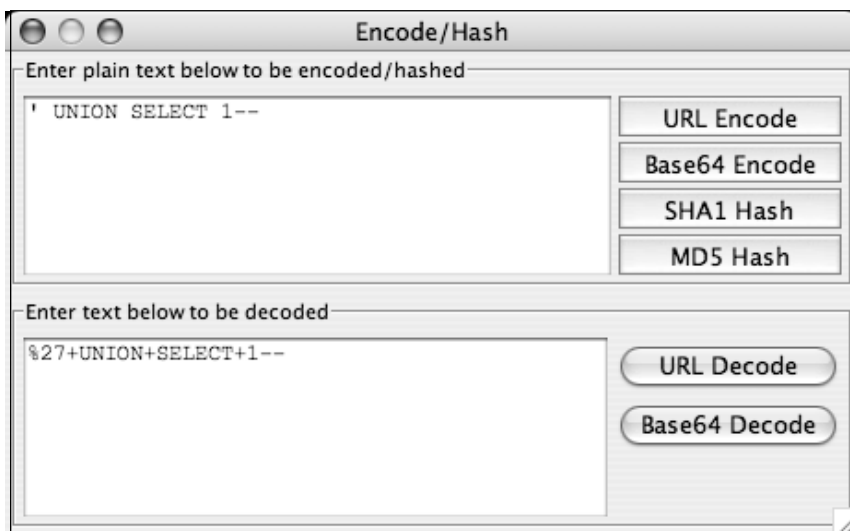 Encode/Hash
Enter plain text below to be encoded/hashed
' UNION SELECT 1--
URL Encode
Base64 Encode
SHA1 Hash
MD5 Hash
Enter text below to be decoded
%27+UNION+SELECT+1--
URL Decode
Base64 Decode